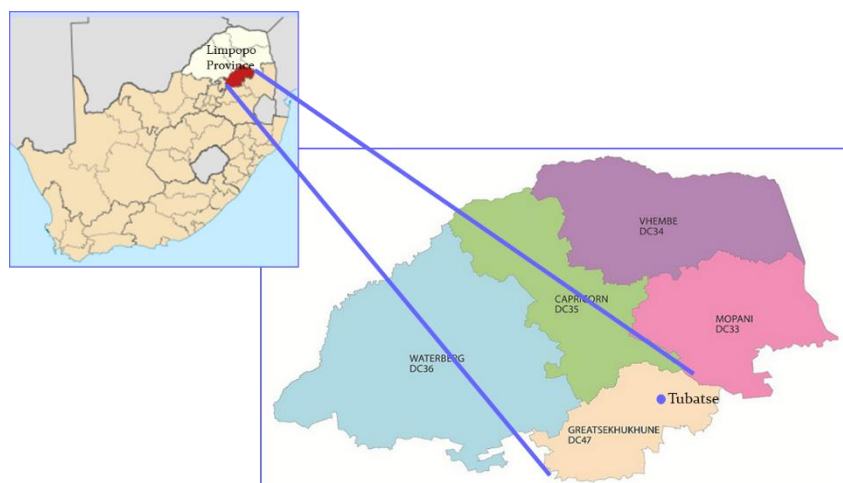 Limpopo
Province
VHEMBE
DC34
CAPRICORN
DC35
MOPANI
DC33
WATERBERG
DC36
Tubatse
GREATSEKHUKHUNE
DC47